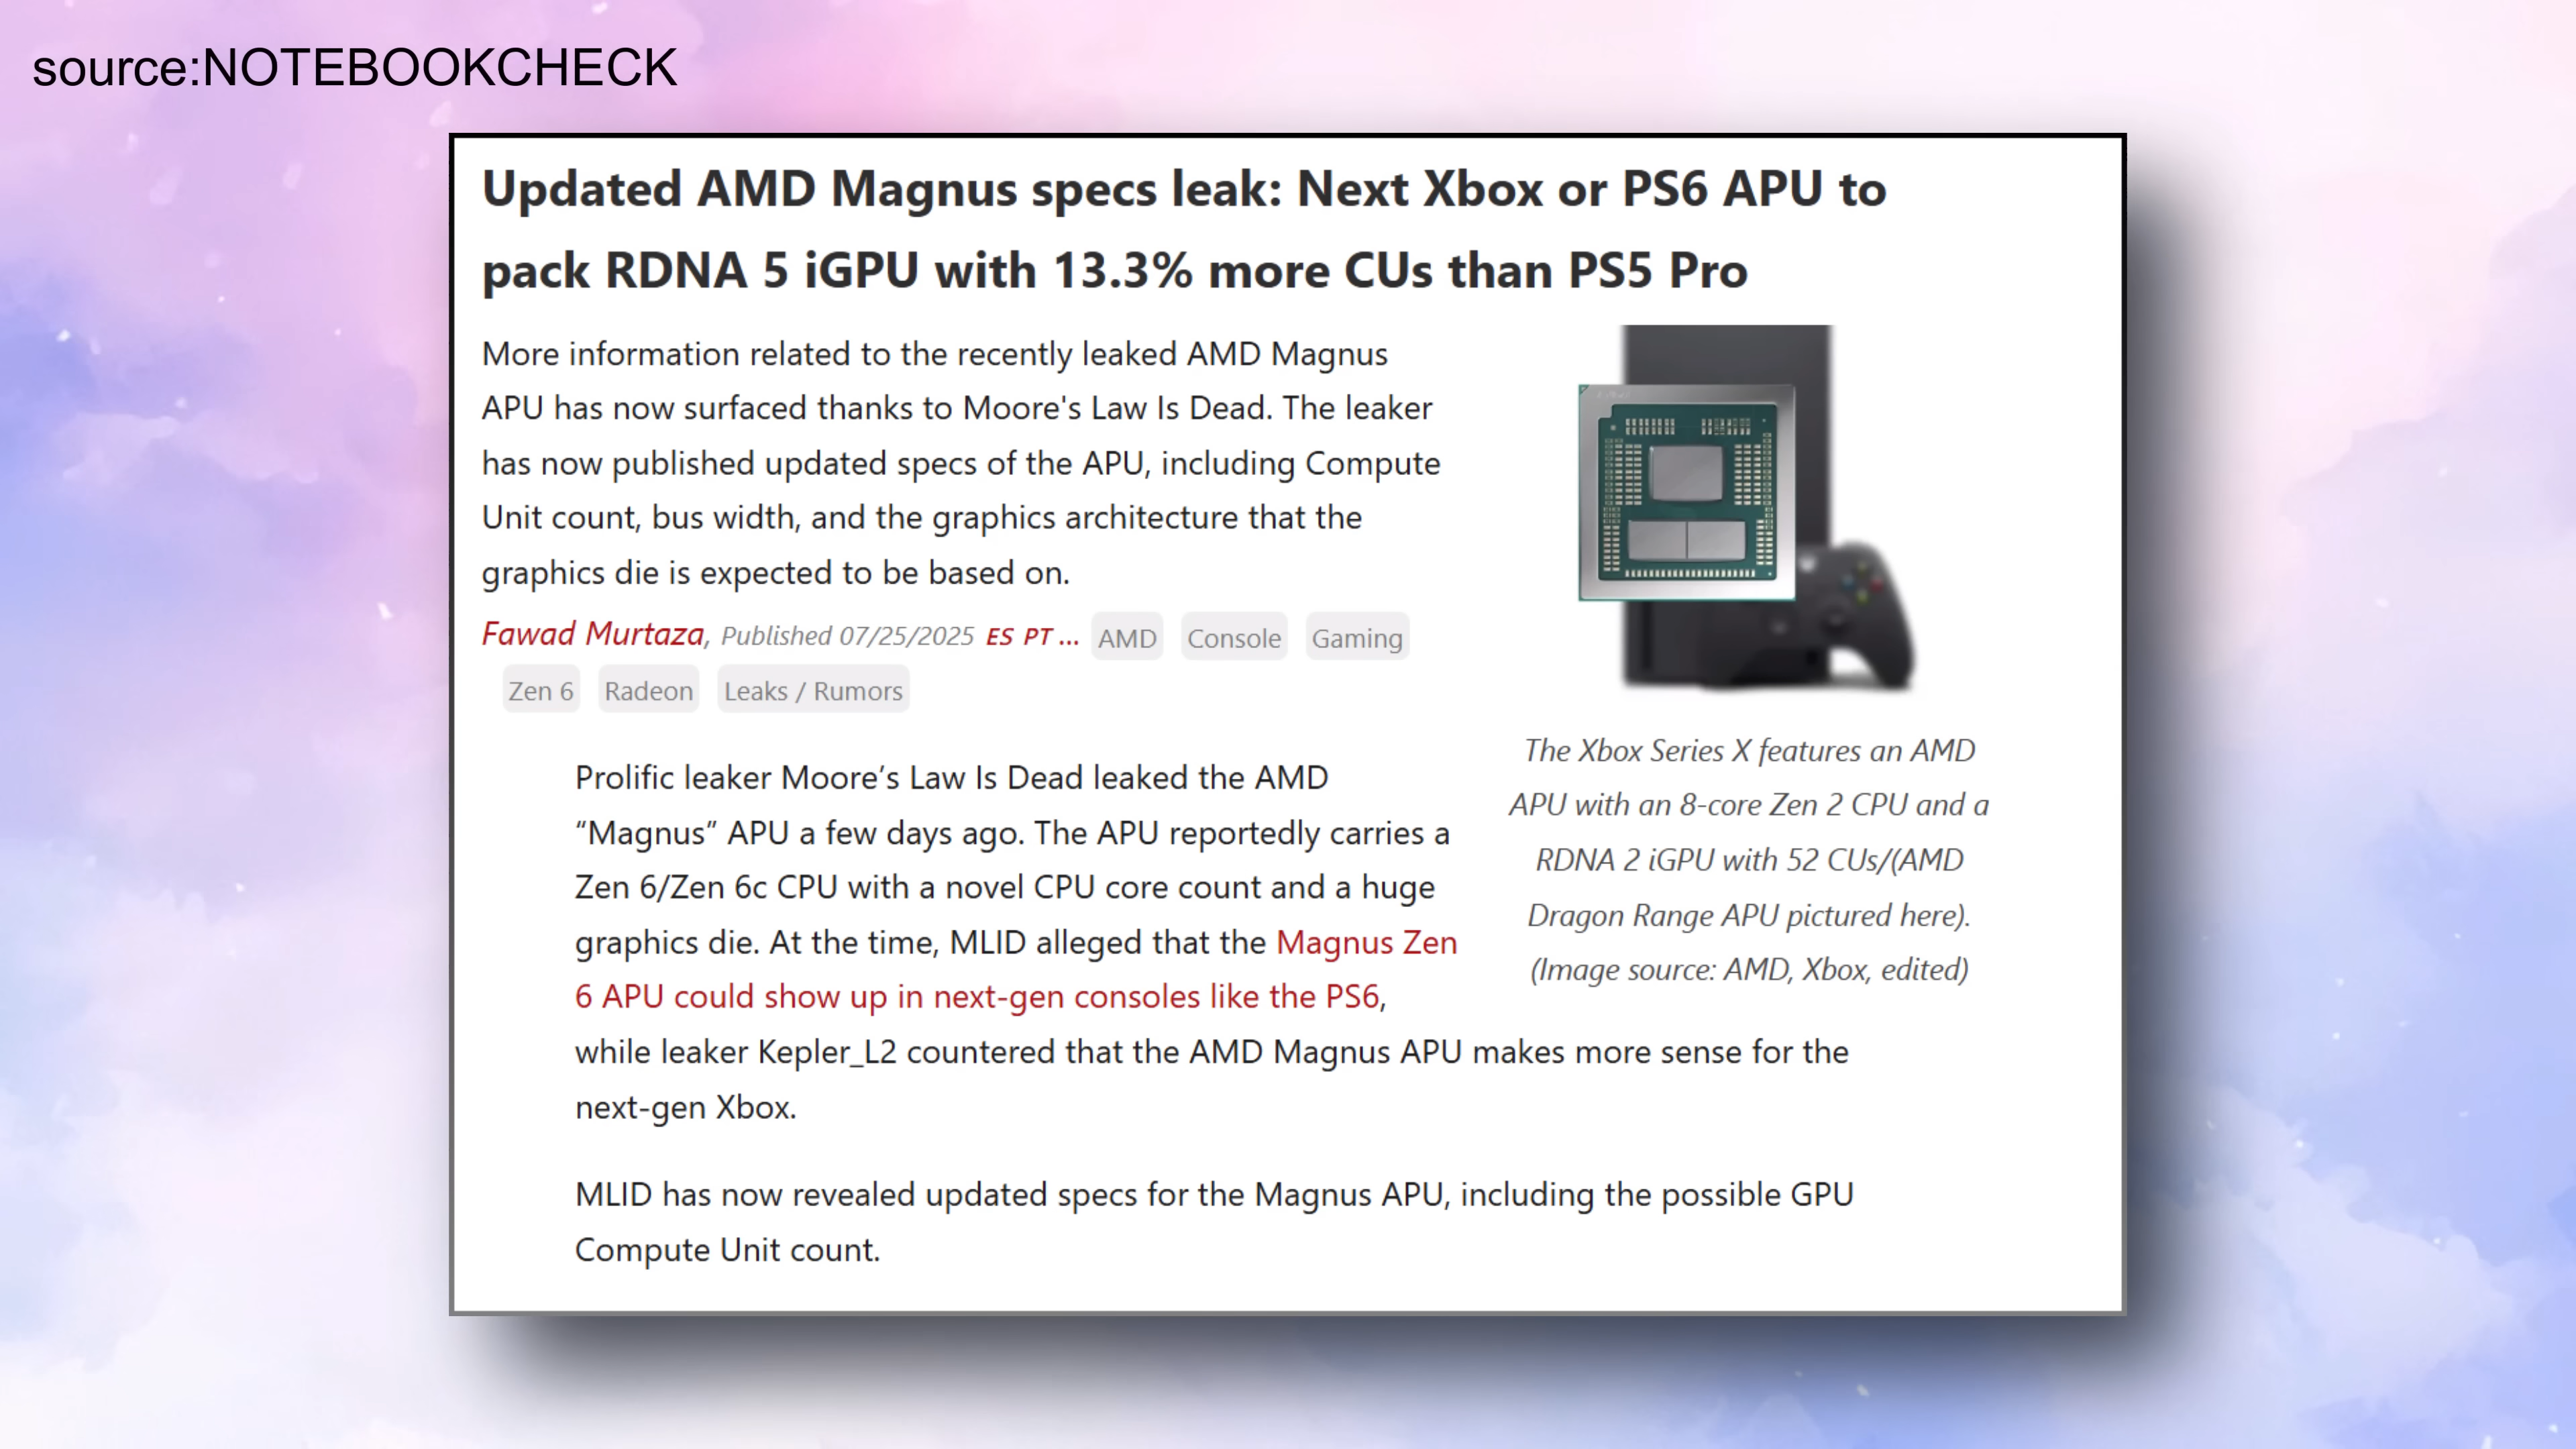 source:NOTEBOOKCHECK
Updated AMD Magnus specs leak: Next Xbox or PS6 APU to
pack RDNA 5 iGPU with 13.3% more CUs than PS5 Pro
More information related to the recently leaked AMD Magnus
APU has now surfaced thanks to Moore's Law Is Dead. The leaker
has now published updated specs of the APU, including Compute
Unit count, bus width, and the graphics architecture that the
graphics die is expected to be based on.
Fawad Murtaza, Published 07/25/2025 ES PT ... AMD Console Gaming
Zen 6 Radeon Leaks / Rumors
The Xbox Series X features an AMD
APU with an 8-core Zen 2 CPU and a
RDNA 2 iGPU with 52 CUs/(AMD
Dragon Range APU pictured here).
(Image source: AMD, Xbox, edited)
Prolific leaker Moore’s Law Is Dead leaked the AMD
“Magnus” APU a few days ago. The APU reportedly carries a
Zen 6/Zen 6c CPU with a novel CPU core count and a huge
graphics die. At the time, MLID alleged that the Magnus Zen
6 APU could show up in next-gen consoles like the PS6,
while leaker Kepler_L2 countered that the AMD Magnus APU makes more sense for the
next-gen Xbox.
MLID has now revealed updated specs for the Magnus APU, including the possible GPU
Compute Unit count.